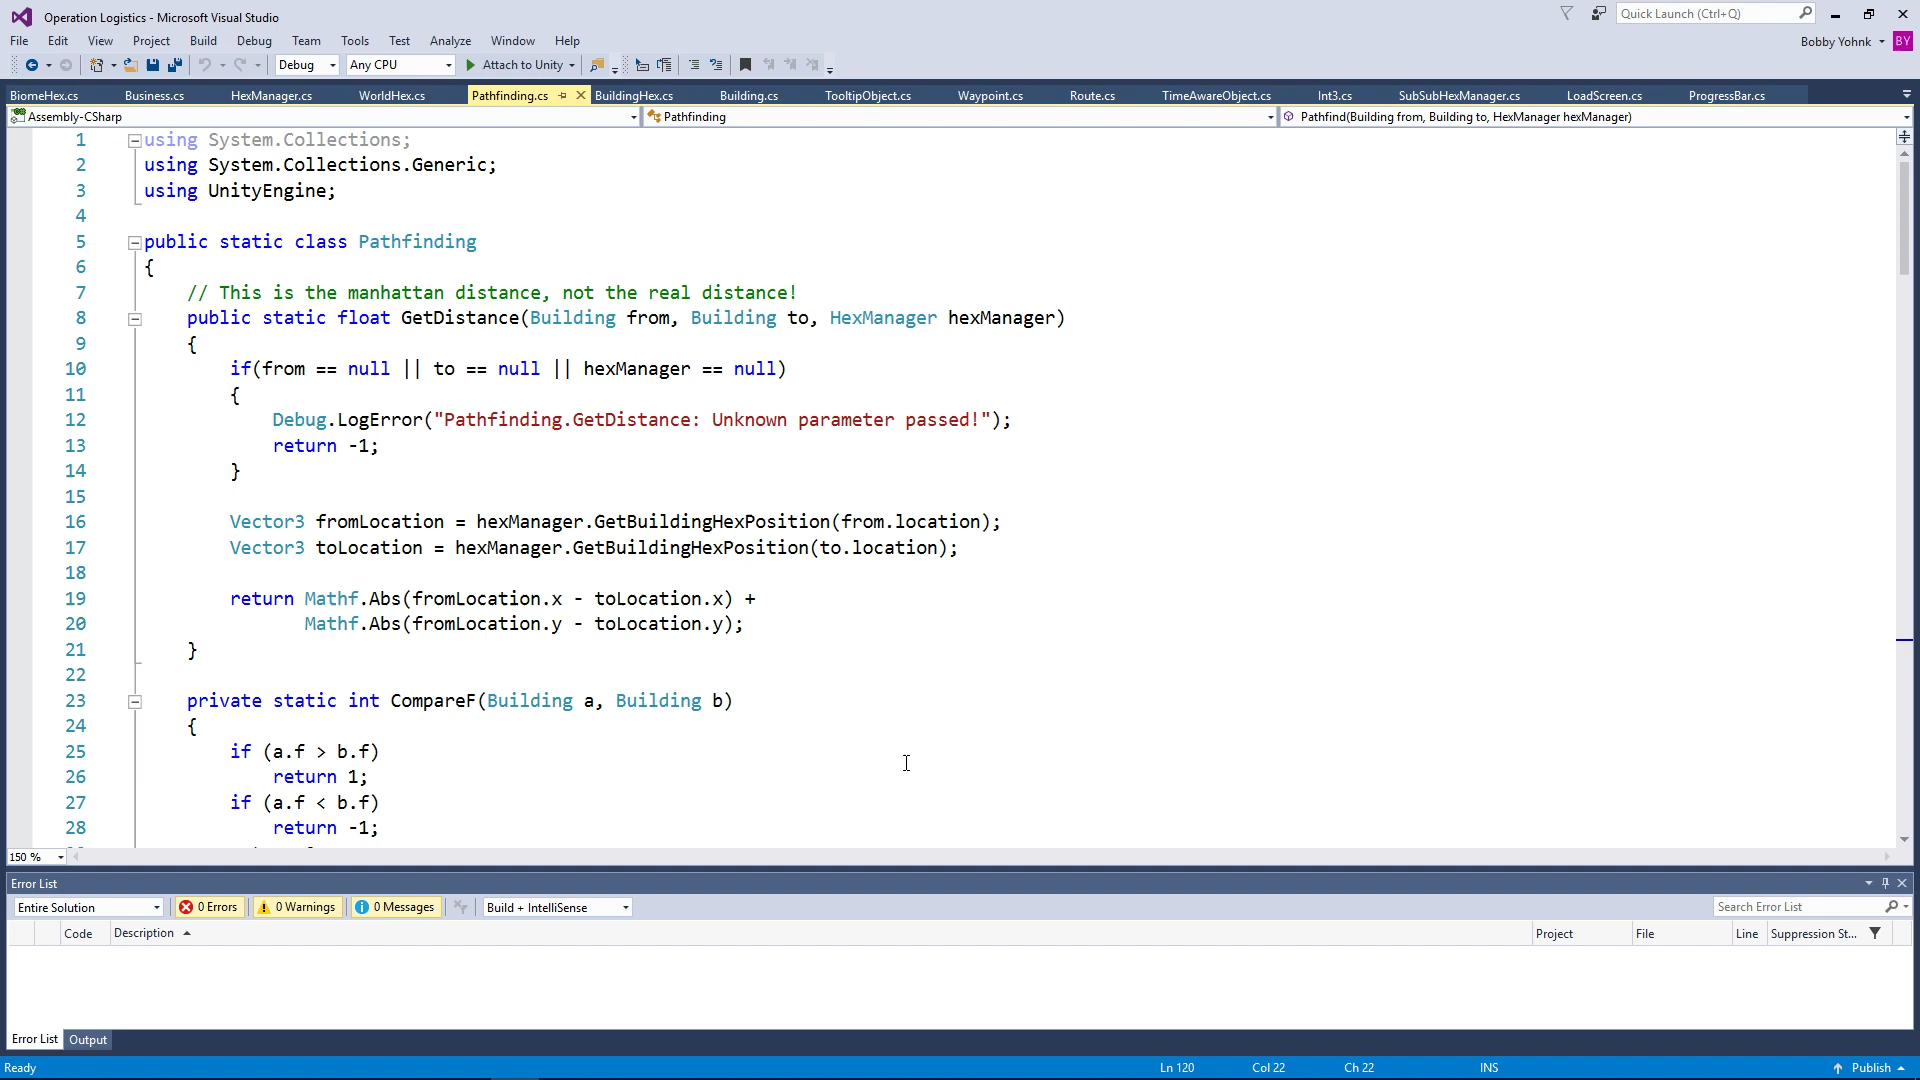 Operation Logistics - Microsoft Visual Studio
Quick Launch (Ctrl+Q)
File Edit View Project Build Debug Team Tools Test Analyze Window Help
Bobby Yohnk BY
Debug Any CPU Attach to Unity
BiomeHex.cs Business.cs HexManager.cs WorldHex.cs Pathfinding.cs BuildingHex.cs Building.cs TooltipObject.cs Waypoint.cs Route.cs TimeAwareObject.cs Int3.cs SubSubHexManager.cs LoadScreen.cs ProgressBar.cs
Assembly-CSharp Pathfinding Pathfind(Building from, Building to, HexManager hexManager)
1 using System.Collections;
2 using System.Collections.Generic;
3 using UnityEngine;
4
5 public static class Pathfinding
6 {
7 // This is the manhattan distance, not the real distance!
8 public static float GetDistance(Building from, Building to, HexManager hexManager)
9 {
10 if(from == null || to == null || hexManager == null)
11 {
12 Debug.LogError("Pathfinding.GetDistance: Unknown parameter passed!");
13 return -1;
14 }
15
16 Vector3 fromLocation = hexManager.GetBuildingHexPosition(from.location);
17 Vector3 toLocation = hexManager.GetBuildingHexPosition(to.location);
18
19 return Mathf.Abs(fromLocation.x - toLocation.x) +
20 Mathf.Abs(fromLocation.y - toLocation.y);
21 }
22
23 private static int CompareF(Building a, Building b)
24 {
25 if (a.f > b.f)
26 return 1;
27 if (a.f < b.f)
28 return -1;
150 %
Error List
Entire Solution 0 Errors 0 Warnings 0 Messages Build + IntelliSense Search Error List
Code Description Project File Line Suppression St...
Error List Output
Ready Ln 120 Col 22 Ch 22 INS Publish